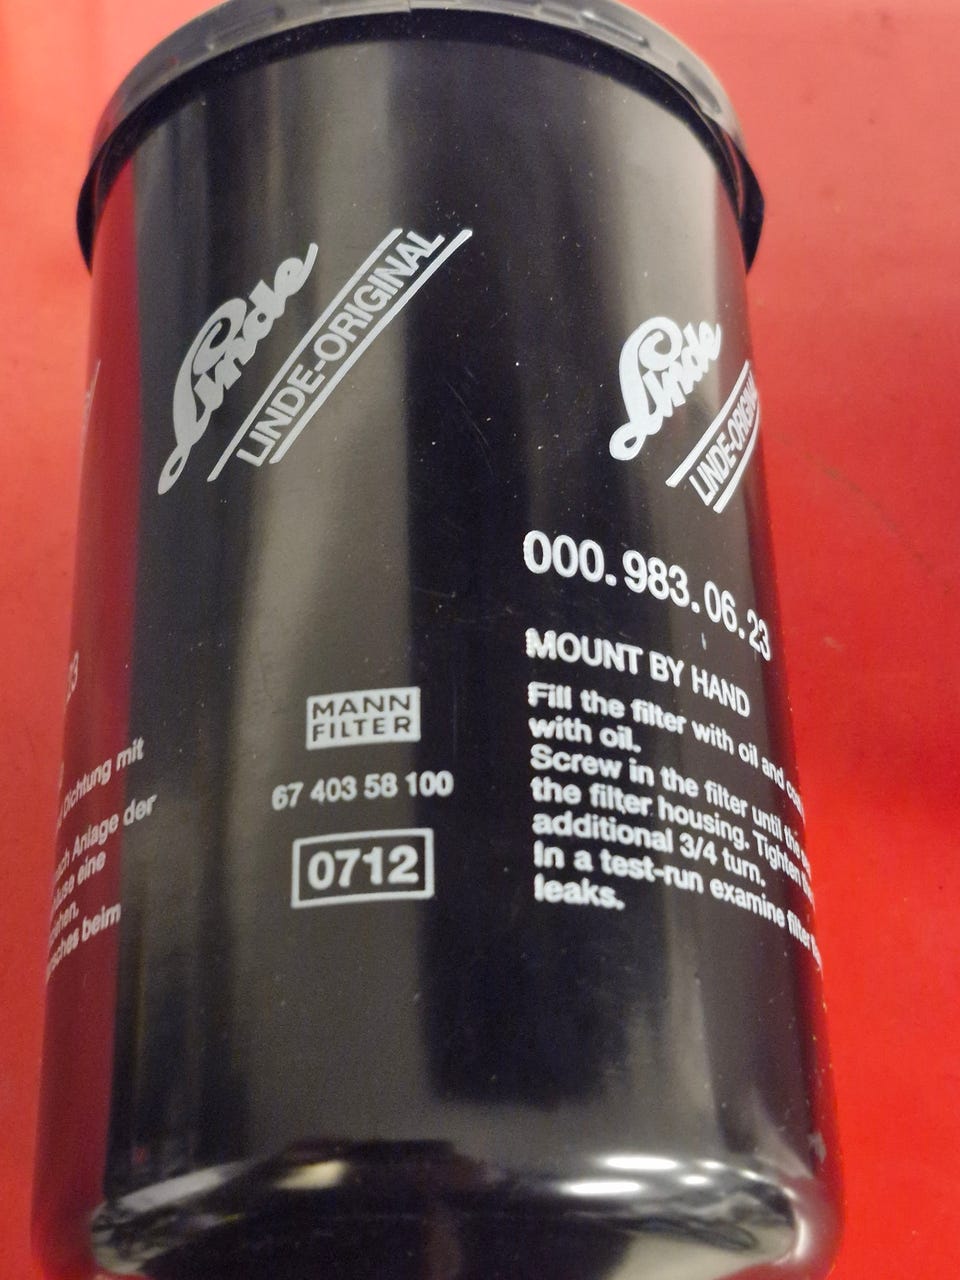 Linde
LINDE-ORIGINAL
Linde
LINDE-ORIGINAL
000.983.06.23
MOUNT BY HAND
Fill the filter with oil and
with oil.
Screw in the filter until the
the filter housing. Tighten
additional 3/4 turn.
In a test-run examine filter
leaks.
MANN
FILTER
67 403 58 100
0712
23
Dichtung mit
Anlage der
eine
beim